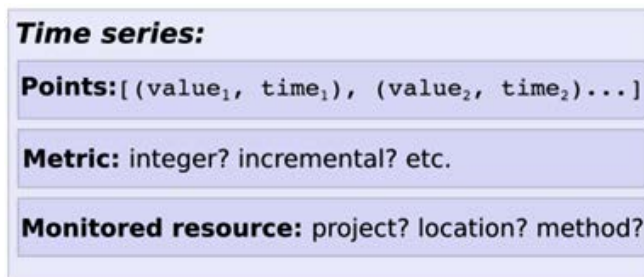 Time series:
Points:[(value₁, time₁), (value₂, time₂)...]
Metric: integer? incremental? etc.
Monitored resource: project? location? method?